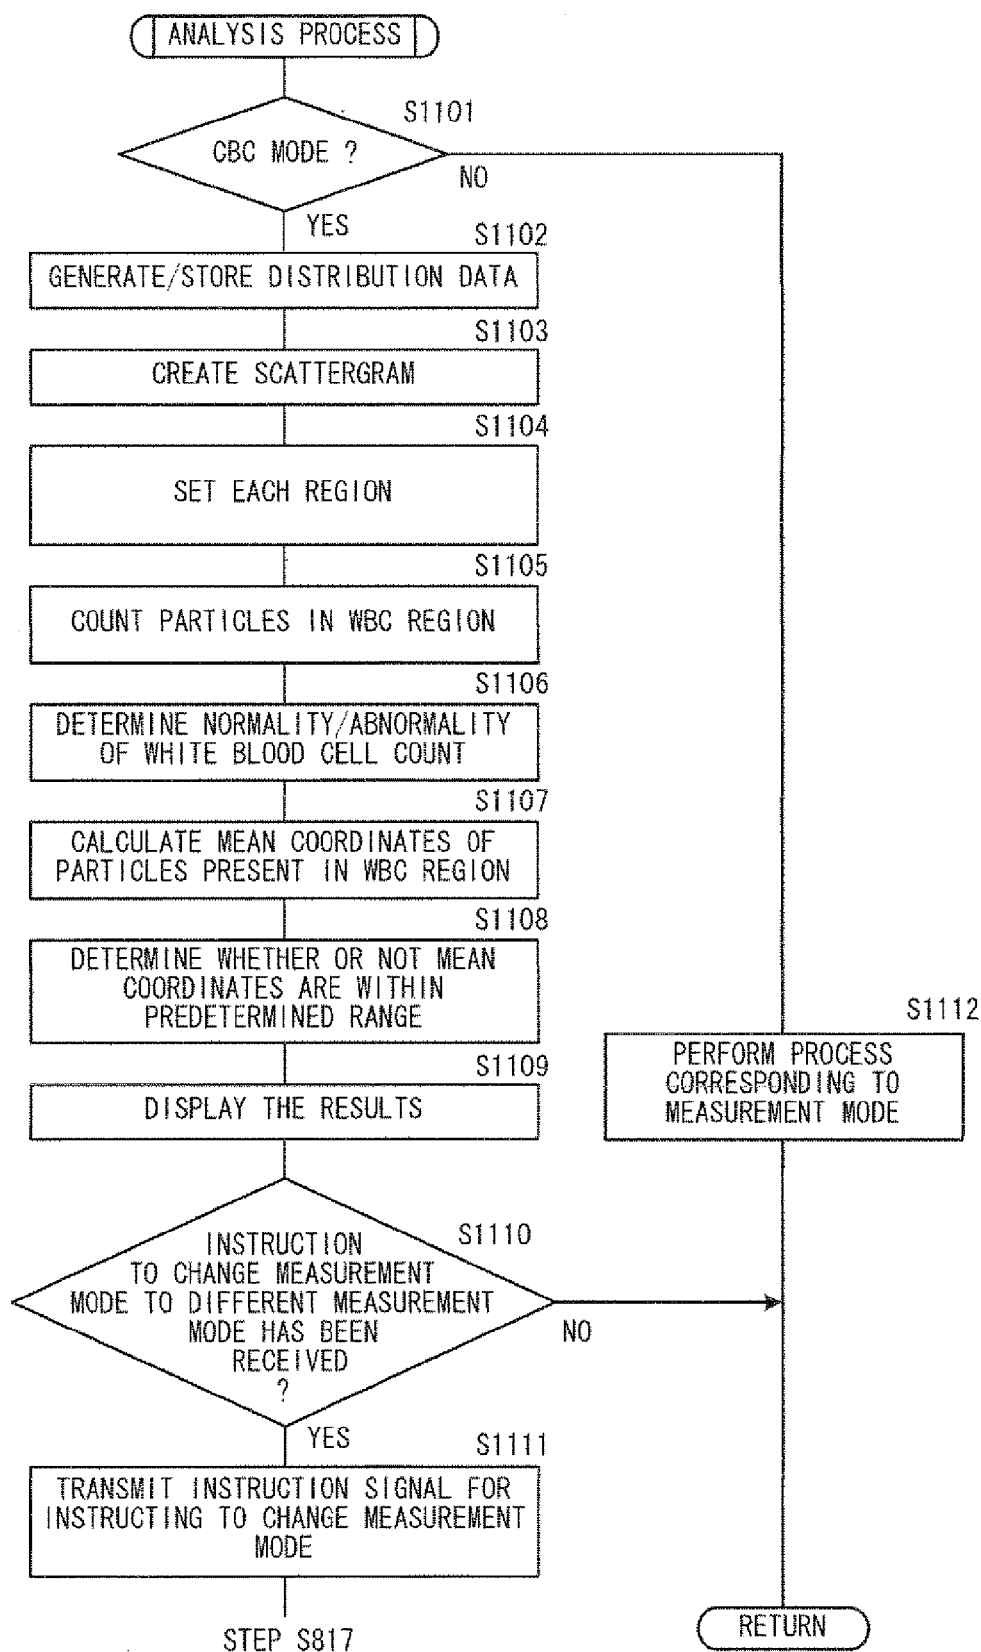 ANALYSIS PROCESS
S1101
CBC MODE ?
NO
YES
S1102
GENERATE/STORE DISTRIBUTION DATA
S1103
CREATE SCATTERGRAM
S1104
SET EACH REGION
S1105
COUNT PARTICLES IN WBC REGION
S1106
DETERMINE NORMALITY/ABNORMALITY
OF WHITE BLOOD CELL COUNT
S1107
CALCULATE MEAN COORDINATES OF
PARTICLES PRESENT IN WBC REGION
S1108
DETERMINE WHETHER OR NOT MEAN
COORDINATES ARE WITHIN
PREDETERMINED RANGE
S1112
PERFORM PROCESS
CORRESPONDING TO
MEASUREMENT MODE
S1109
DISPLAY THE RESULTS
S1110
INSTRUCTION
TO CHANGE MEASUREMENT
MODE TO DIFFERENT MEASUREMENT
MODE HAS BEEN
RECEIVED
?
NO
YES
S1111
TRANSMIT INSTRUCTION SIGNAL FOR
INSTRUCTING TO CHANGE MEASUREMENT
MODE
STEP S817
RETURN